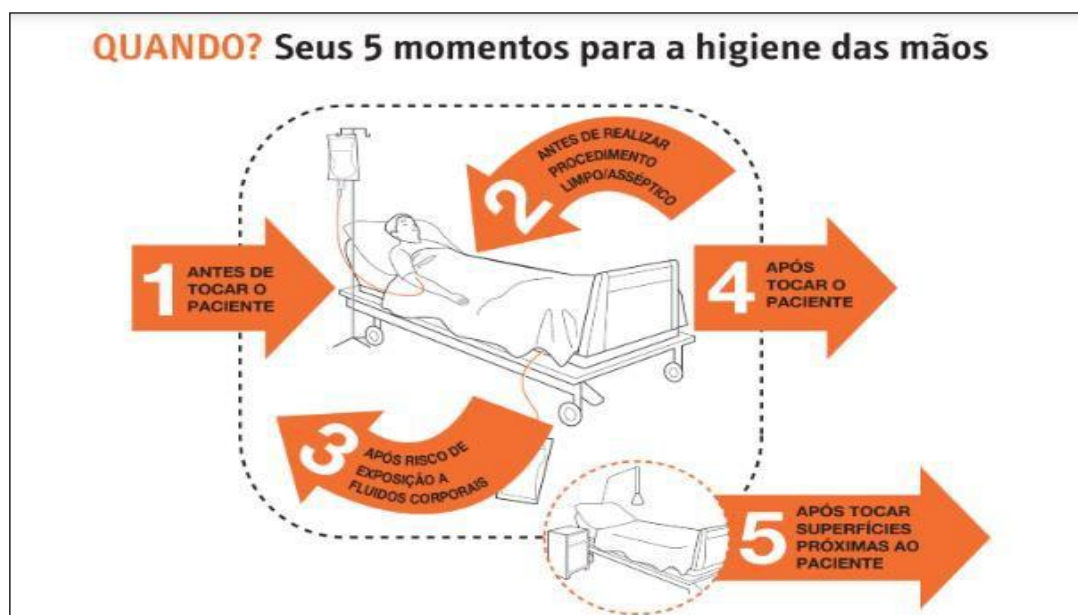 QUANDO? Seus 5 momentos para a higiene das mãos
1
ANTES DE
TOCAR O
PACIENTE
2
ANTES DE REALIZAR
PROCEDIMENTO
LIMPO/ASSÉPTICO
3
APÓS RISCO DE
EXPOSIÇÃO A
FLUIDOS CORPORAIS
4
APÓS
TOCAR O
PACIENTE
5
APÓS TOCAR
SUPERFÍCIES
PRÓXIMAS AO
PACIENTE